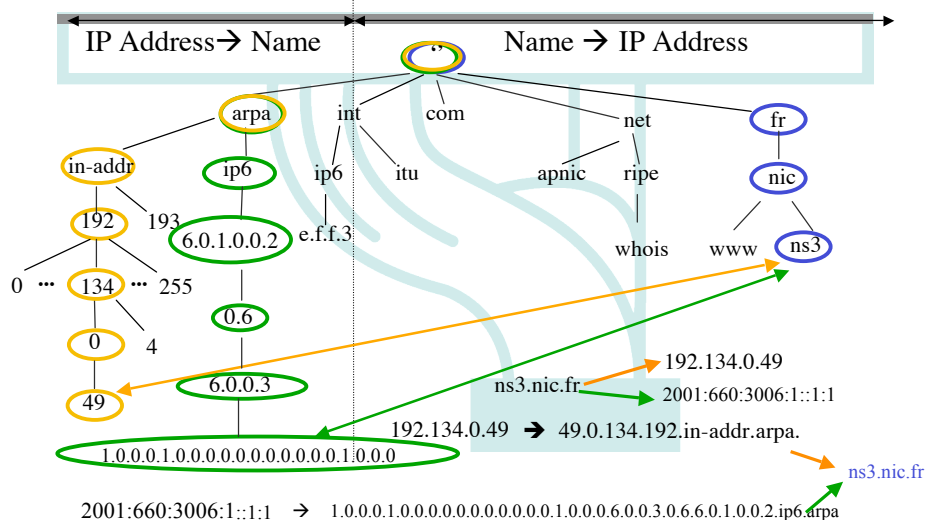 IP Address→ Name
Name → IP Address
“”
arpa
int
com
net
fr
in-addr
ip6
ip6
itu
apnic
ripe
nic
192
193
6.0.1.0.0.2
e.f.f.3
whois
www
ns3
0 ... 134 ... 255
0.6
0
4
192.134.0.49
6.0.0.3
ns3.nic.fr
2001:660:3006:1::1:1
49
192.134.0.49 → 49.0.134.192.in-addr.arpa.
1.0.0.0.1.0.0.0.0.0.0.0.0.0.0.0.1.0.0.0
ns3.nic.fr
2001:660:3006:1::1:1 → 1.0.0.0.1.0.0.0.0.0.0.0.0.0.0.0.1.0.0.0.6.0.0.3.0.6.6.0.1.0.0.2.ip6.arpa